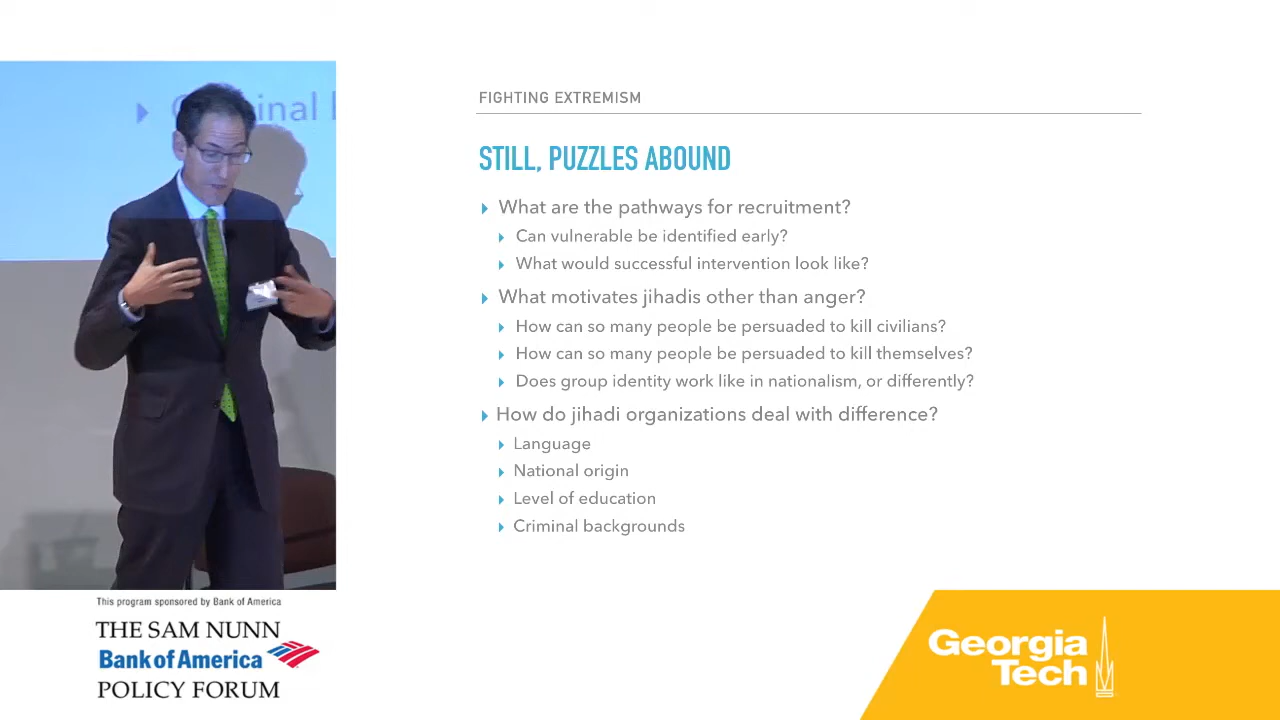 inal
FIGHTING EXTREMISM
STILL, PUZZLES ABOUND
What are the pathways for recruitment?
Can vulnerable be identified early?
What would successful intervention look like?
What motivates jihadis other than anger?
How can so many people be persuaded to kill civilians?
How can so many people be persuaded to kill themselves?
Does group identity work like in nationalism, or differently?
How do jihadi organizations deal with difference?
Language
National origin
Level of education
Criminal backgrounds
This program sponsored by Bank of America
THE SAM NUNN
Bank of America
POLICY FORUM
Georgia
Tech